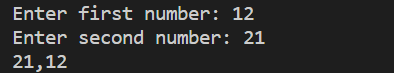 Enter first number: 12
Enter second number: 21
21,12